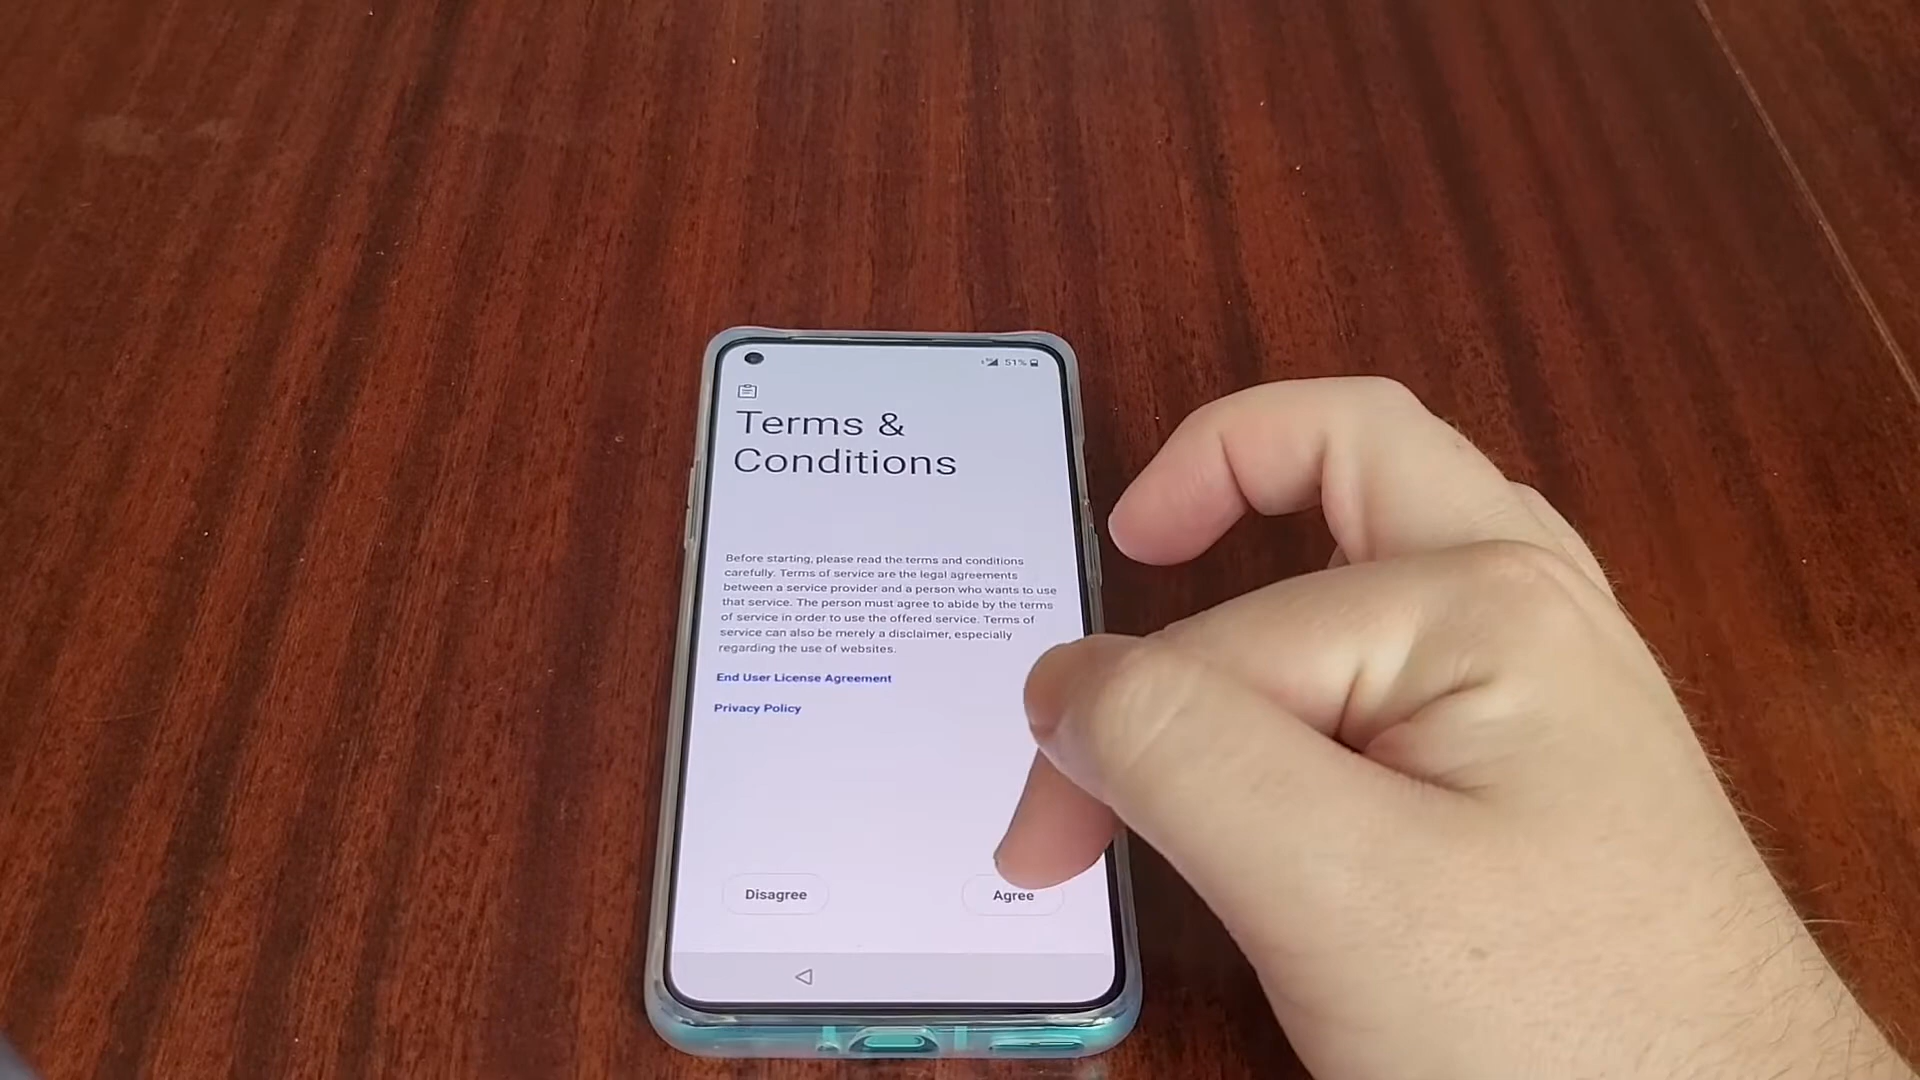 51%
Terms &
Conditions
Before starting, please read the terms and conditions
carefully. Terms of service are the legal agreements
between a service provider and a person who wants to use
that service. The person must agree to abide by the terms
of service in order to use the offered service. Terms of
service can also be merely a disclaimer, especially
regarding the use of websites.
End User License Agreement
Privacy Policy
Disagree
Agree